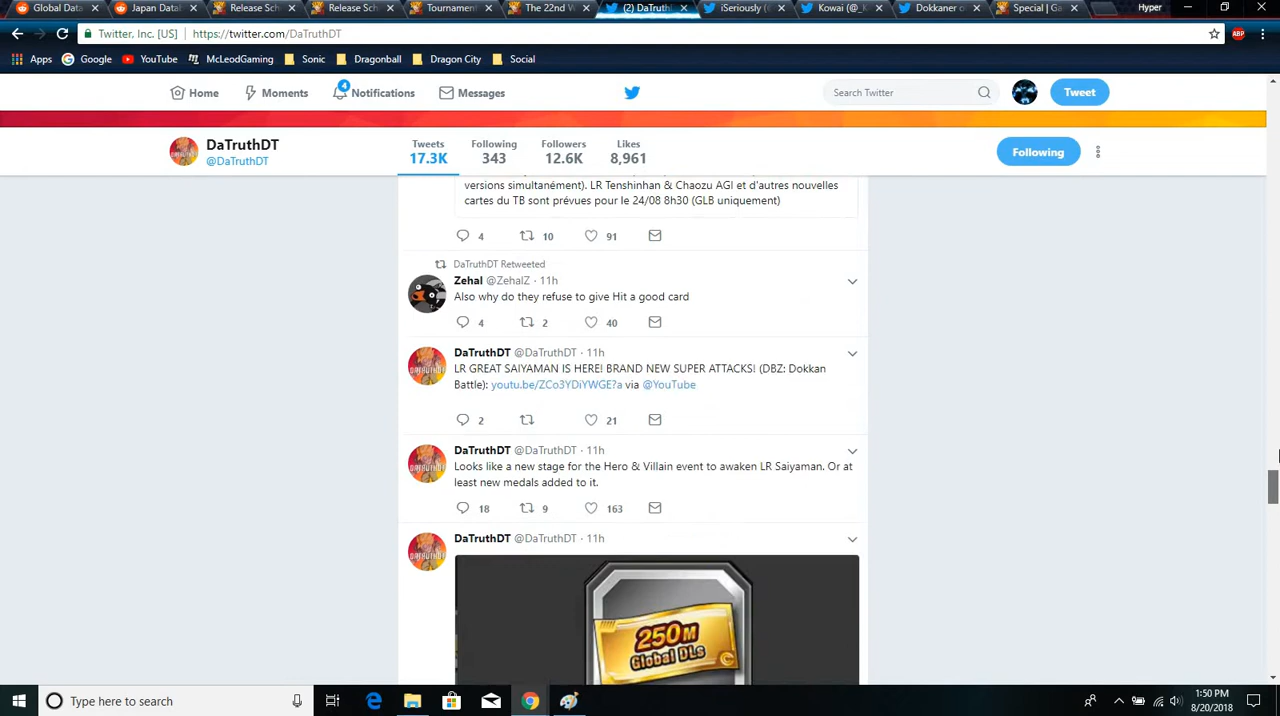 Global Data
Japan Datab
Release Sch
Release Sch
Tournament
The 22nd W
(2) DaTruth
iSeriously (
Kowai (@_
Dokkaner o
Special | Ga
Hyper
Twitter, Inc. [US] | https://twitter.com/DaTruthDT
ABP
Apps
Google
YouTube
McLeodGaming
Sonic
Dragonball
Dragon City
Social
Home
Moments
4
Notifications
Messages
Search Twitter
Tweet
DaTruthDT
@DaTruthDT
Tweets
17.3K
Following
343
Followers
12.6K
Likes
8,961
Following
versions simultanément). LR Tenshinhan & Chaozu AGI et d'autres nouvelles
cartes du TB sont prévues pour le 24/08 8h30 (GLB uniquement)
4 10 91
DaTruthDT Retweeted
Zehal @ZehalZ · 11h
Also why do they refuse to give Hit a good card
4 2 40
DaTruthDT @DaTruthDT · 11h
LR GREAT SAIYAMAN IS HERE! BRAND NEW SUPER ATTACKS! (DBZ: Dokkan
Battle): youtu.be/ZCo3YDiYWGE?a via @YouTube
2 21
DaTruthDT @DaTruthDT · 11h
Looks like a new stage for the Hero & Villain event to awaken LR Saiyaman. Or at
least new medals added to it.
18 9 163
DaTruthDT @DaTruthDT · 11h
250M
Global DLs
Type here to search
1:50 PM
8/20/2018